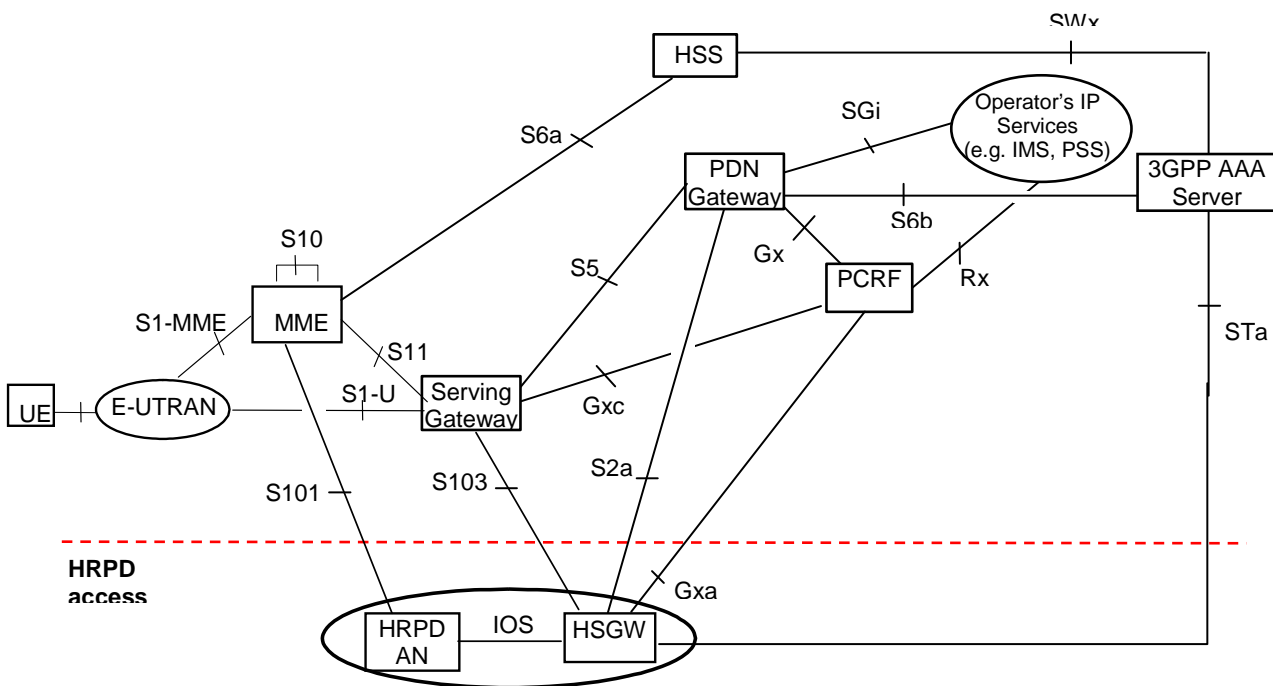 SWx
HSS
Operator's IP
Services
(e.g. IMS, PSS)
SGi
S6a
PDN
Gateway
3GPP AAA
Server
S6b
S10
Gx
S5
Rx
PCRF
S1-MME
MME
STa
S11
S1-U
Serving
Gateway
Gxc
UE
E-UTRAN
S2a
S101
S103
HRPD
access
Gxa
HRPD
AN
IOS
HSGW